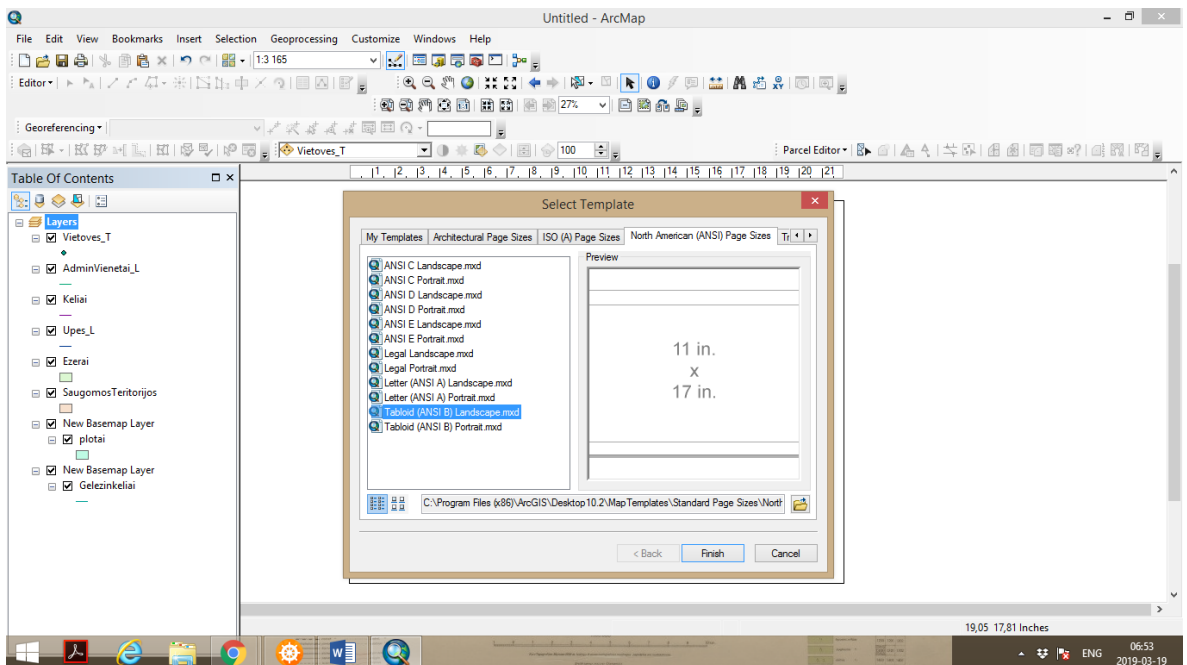 Untitled - ArcMap
File Edit View Bookmarks Insert Selection Geoprocessing Customize Windows Help
1:3 165
Editor
27%
Georeferencing
Vietoves_T
100
Parcel Editor
Table Of Contents
1 2 3 4 5 6 7 8 9 10 11 12 13 14 15 16 17 18 19 20 21
Layers
Vietoves_T
AdminVienetai_L
Keliai
Upes_L
Ezerai
SaugomosTeritorijos
New Basemap Layer
plotai
New Basemap Layer
Gelezinkeliai
Select Template
My Templates Architectural Page Sizes ISO (A) Page Sizes North American (ANSI) Page Sizes Tr
ANSI C Landscape.mxd
ANSI C Portrait.mxd
ANSI D Landscape.mxd
ANSI D Portrait.mxd
ANSI E Landscape.mxd
ANSI E Portrait.mxd
Legal Landscape.mxd
Legal Portrait.mxd
Letter (ANSI A) Landscape.mxd
Letter (ANSI A) Portrait.mxd
Tabloid (ANSI B) Landscape.mxd
Tabloid (ANSI B) Portrait.mxd
Preview
11 in.
x
17 in.
C:\Program Files (x86)\ArcGIS\Desktop10.2\MapTemplates\Standard Page Sizes\North
< Back Finish Cancel
19,05 17,81 Inches
ENG
06:53
2019-03-19